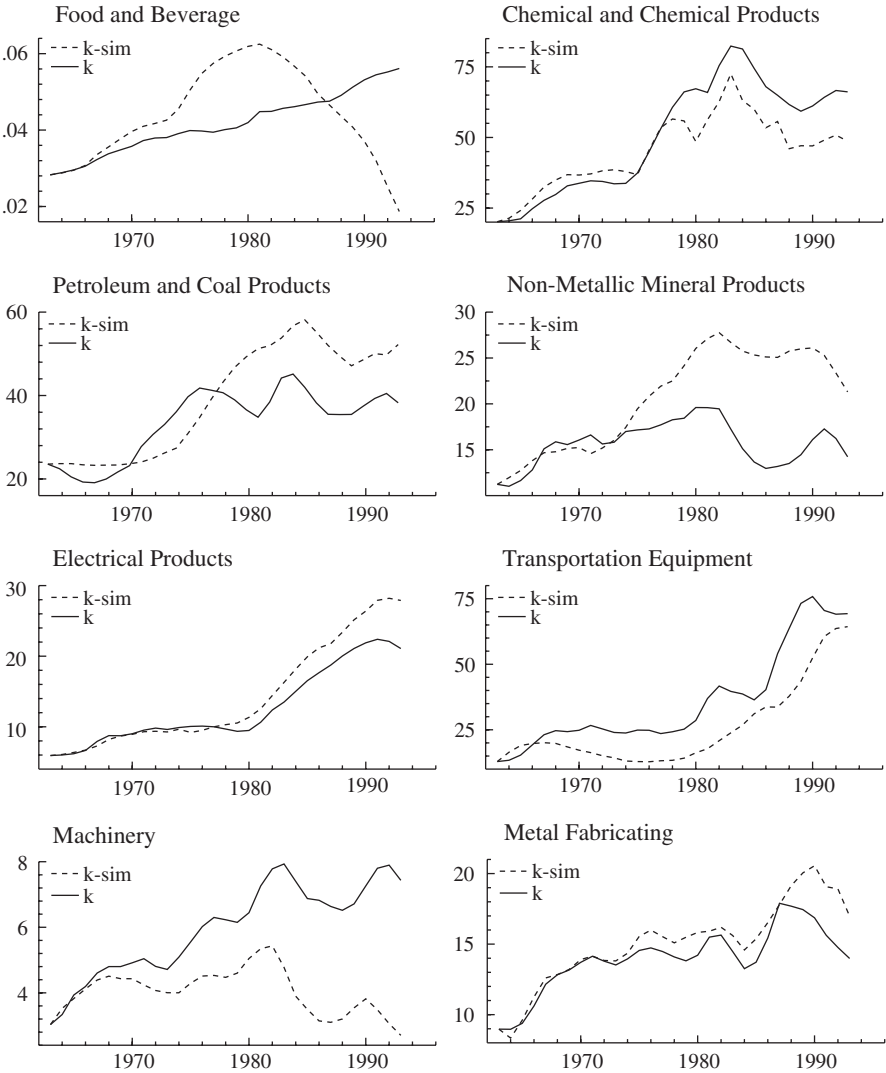 Food and Beverage
.06
k-sim
k
.04
.02
1970 1980 1990
Chemical and Chemical Products
k-sim
75
k
50
25
1970 1980 1990
Petroleum and Coal Products
60
k-sim
k
40
20
1970 1980 1990
Non-Metallic Mineral Products
30
k-sim
25
k
20
15
1970 1980 1990
Electrical Products
30
k-sim
k
20
10
1970 1980 1990
Transportation Equipment
75
k-sim
k
50
25
1970 1980 1990
Machinery
8
k-sim
k
6
4
1970 1980 1990
Metal Fabricating
20
k-sim
k
15
10
1970 1980 1990